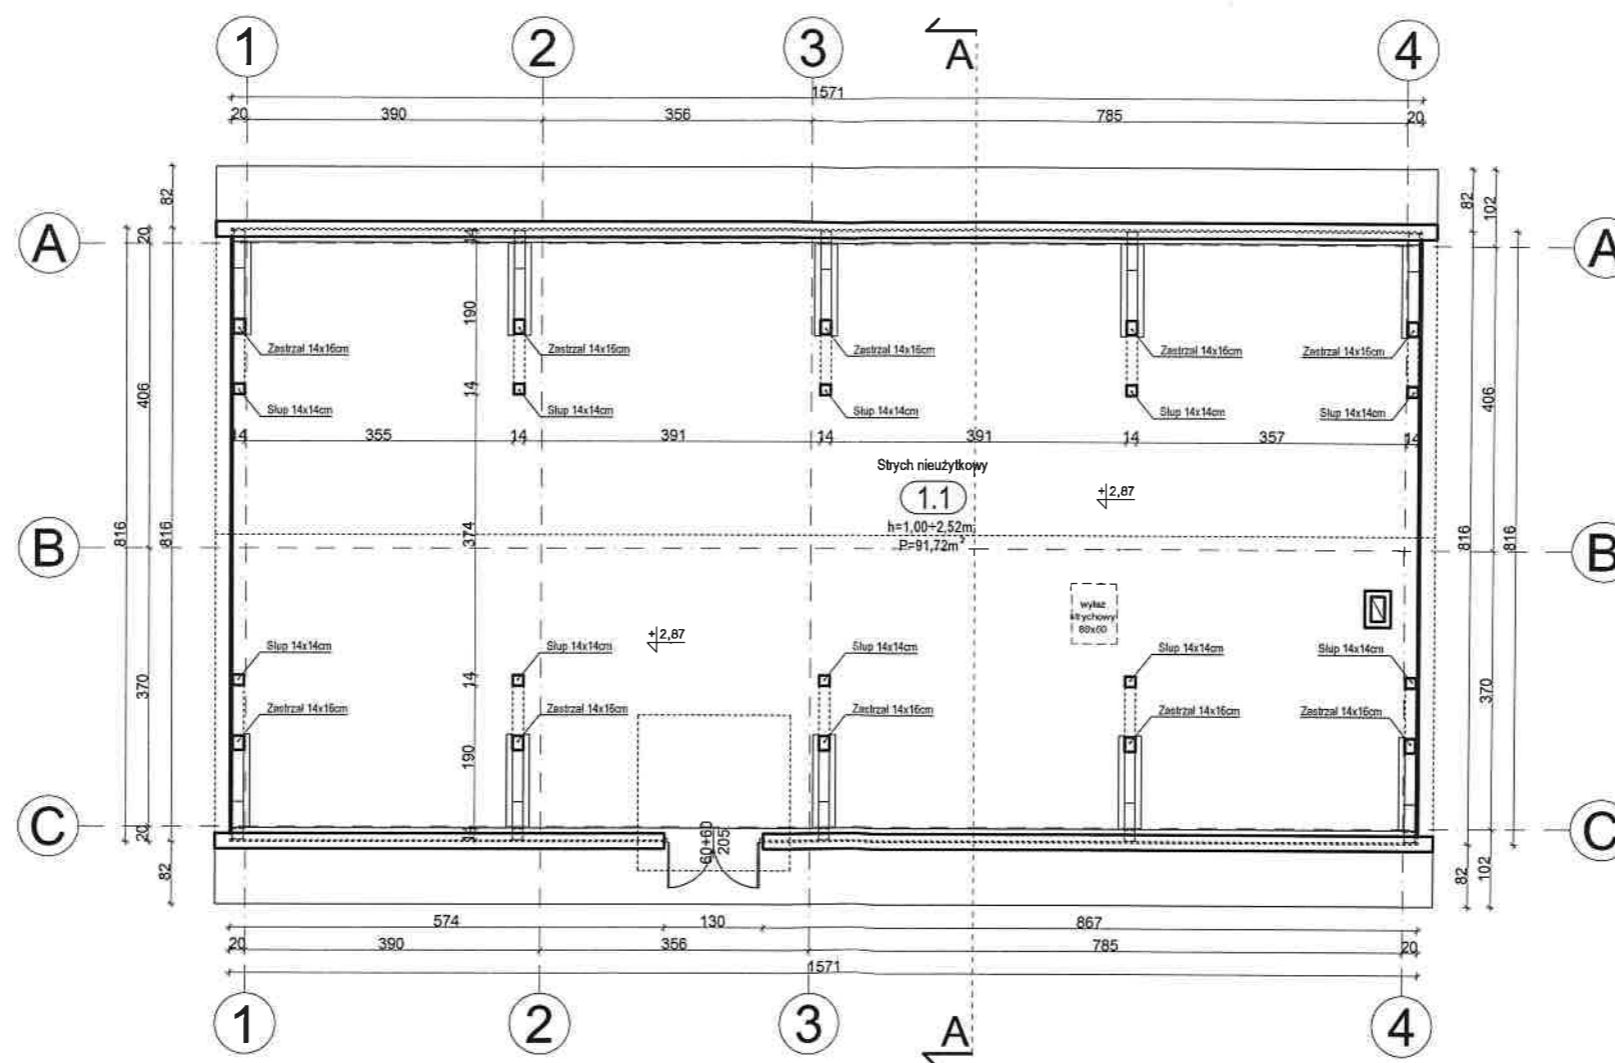 1 2 3 4
A
1571
20 390 356 785 20
82 82 102
A A
20 14
190
Zastrzał 14x16cm Zastrzał 14x16cm Zastrzał 14x16cm Zastrzał 14x16cm Zastrzał 14x16cm
406 14 406
Słup 14x14cm Słup 14x14cm Słup 14x14cm Słup 14x14cm Słup 14x14cm
14 355 14 391 14 391 14 357 14
Strych nieużytkowy
1.1
+2,87
h=1,00÷2,52m
P=91,72m²
B 816 816 374 816 816 B
wyłaz
strychowy
+2,87
Słup 14x14cm Słup 14x14cm Słup 14x14cm Słup 14x14cm Słup 14x14cm
370 14 370
Zastrzał 14x16cm Zastrzał 14x16cm Zastrzał 14x16cm Zastrzał 14x16cm Zastrzał 14x16cm
190
C 20 14 C
60+60
205
82 82 102
574 130 867
20 390 356 785 20
1571
1 2 3 4
A